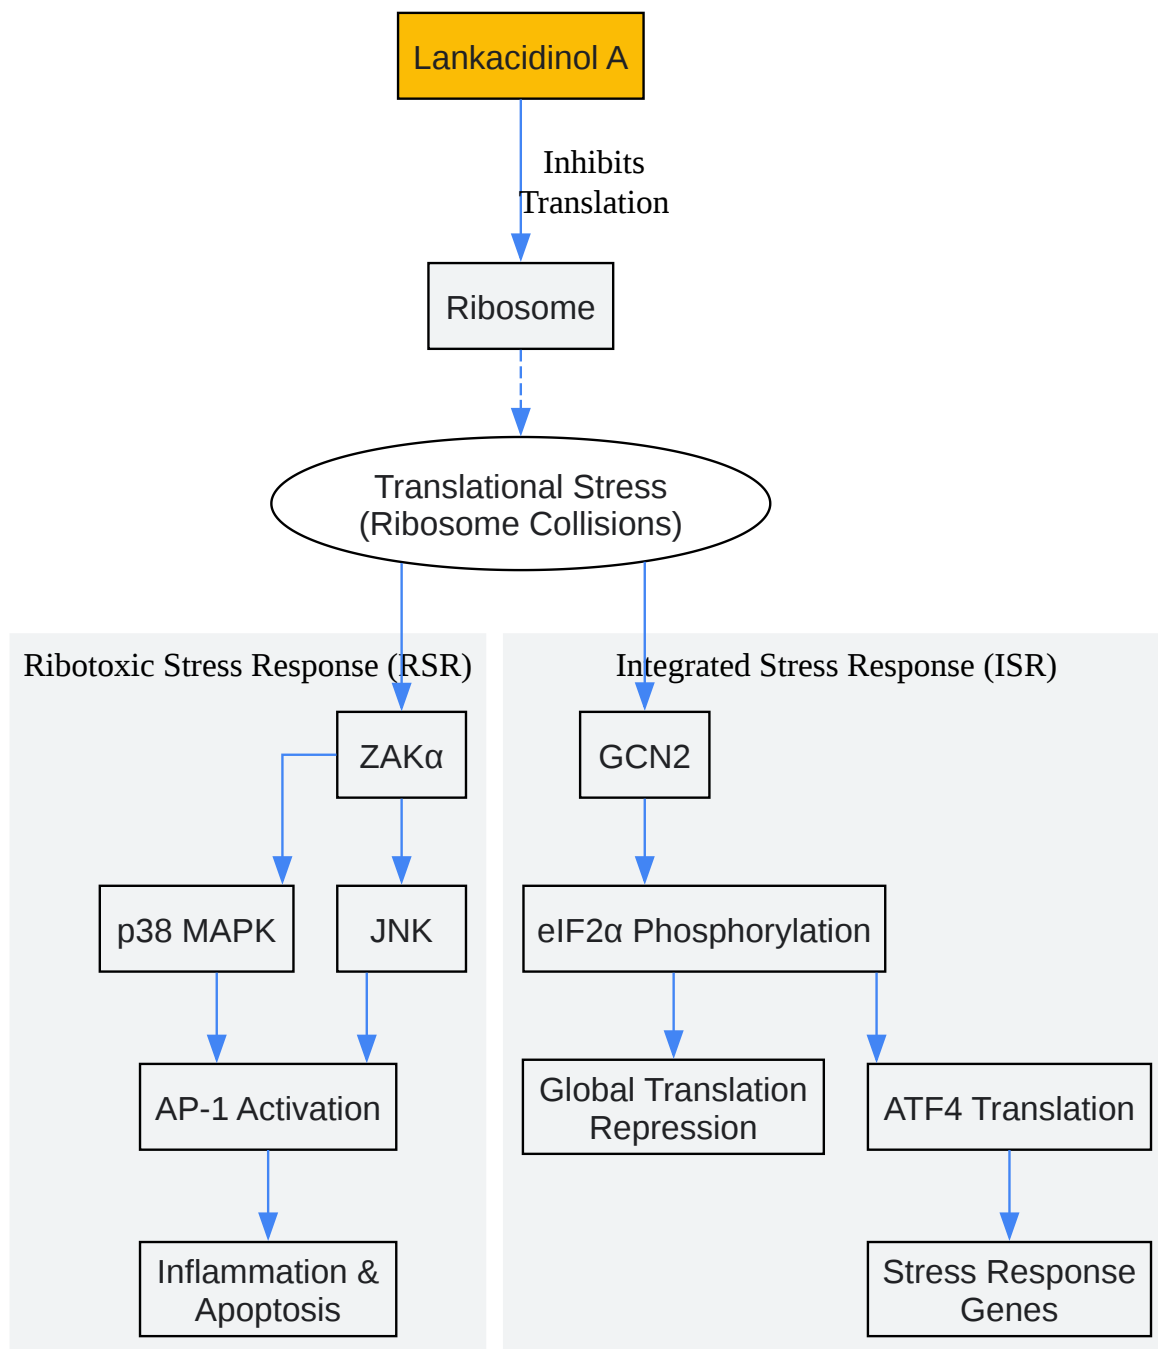 Lankacidinol A
Inhibits
Translation
Ribosome
Translational Stress
(Ribosome Collisions)
Ribotoxic Stress Response (RSR)
Integrated Stress Response (ISR)
ZAKα
GCN2
p38 MAPK
JNK
eIF2α Phosphorylation
AP-1 Activation
Global Translation
Repression
ATF4 Translation
Inflammation &
Apoptosis
Stress Response
Genes